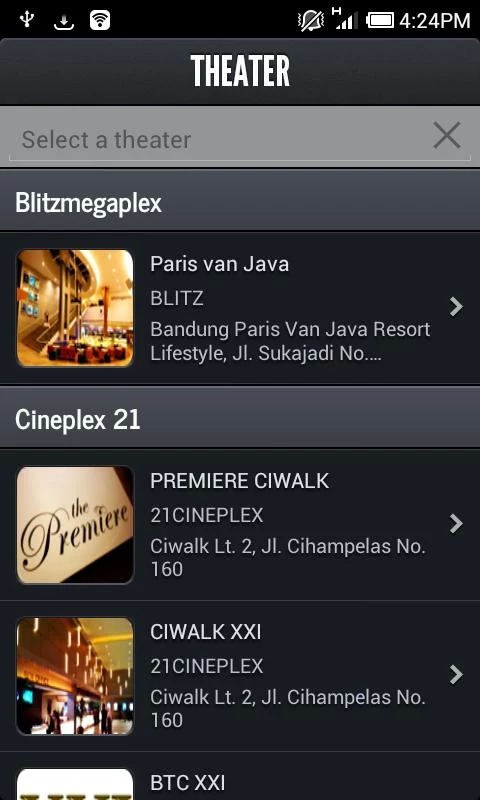 H
4:24PM
THEATER
Select a theater
Blitzmegaplex
Paris van Java
BLITZ
Bandung Paris Van Java Resort
Lifestyle, Jl. Sukajadi No....
Cineplex 21
the
Premiere
PREMIERE CIWALK
21CINEPLEX
Ciwalk Lt. 2, Jl. Cihampelas No.
160
CIWALK XXI
21CINEPLEX
Ciwalk Lt. 2, Jl. Cihampelas No.
160
BTC XXI